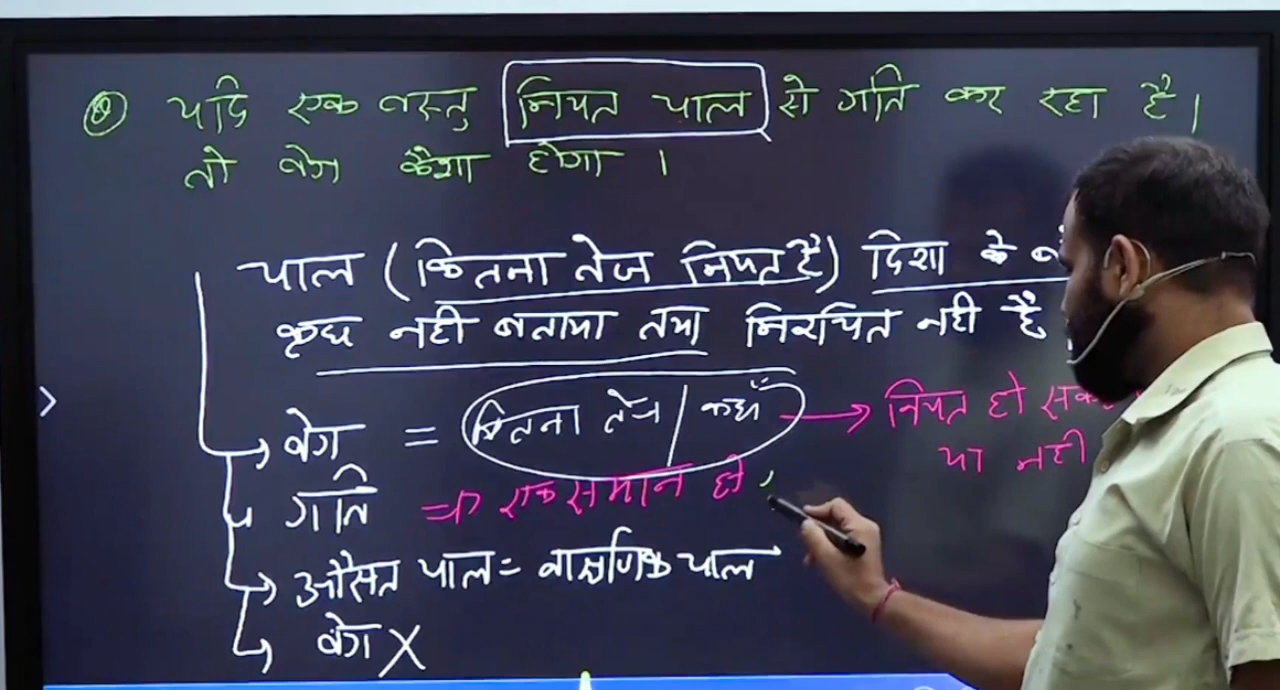 यदि एक वस्तु नियत चाल से गति कर रहा है।
तो वेग कैसा होगा ।
चाल (कितना तेज नियत है) दिशा के
कुछ नही बताया तथा निश्चित नही है
वेग = कितना तेज / कहाँ → नियत हो
या नही
गति ⇒ एक समान हो
औसत चाल = तात्क्षणिक चाल
वेग X